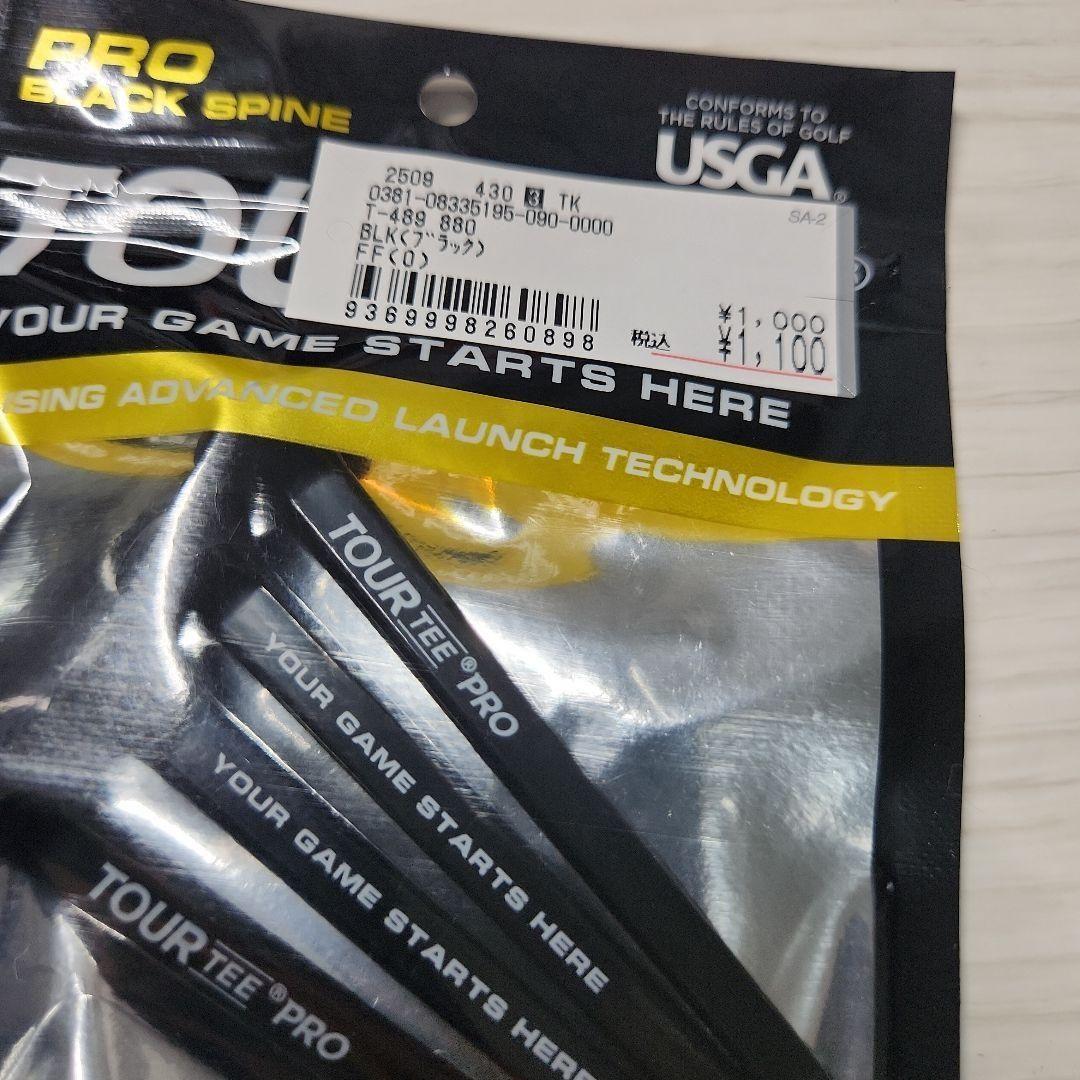 PRO
BLACK SPINE
CONFORMS TO
THE RULES OF GOLF
USGA®
2509 430 3 TK
0381-08335195-090-0000
T-489 880
BLK(ブラック)
FF(0)
SA-2
9369998260898
¥1,000
税込 ¥1,100
®
YOUR GAME STARTS HERE
USING ADVANCED LAUNCH TECHNOLOGY
TOUR TEE® PRO
YOUR GAME STARTS HERE
YOUR GAME STARTS HERE
TOUR TEE® PRO